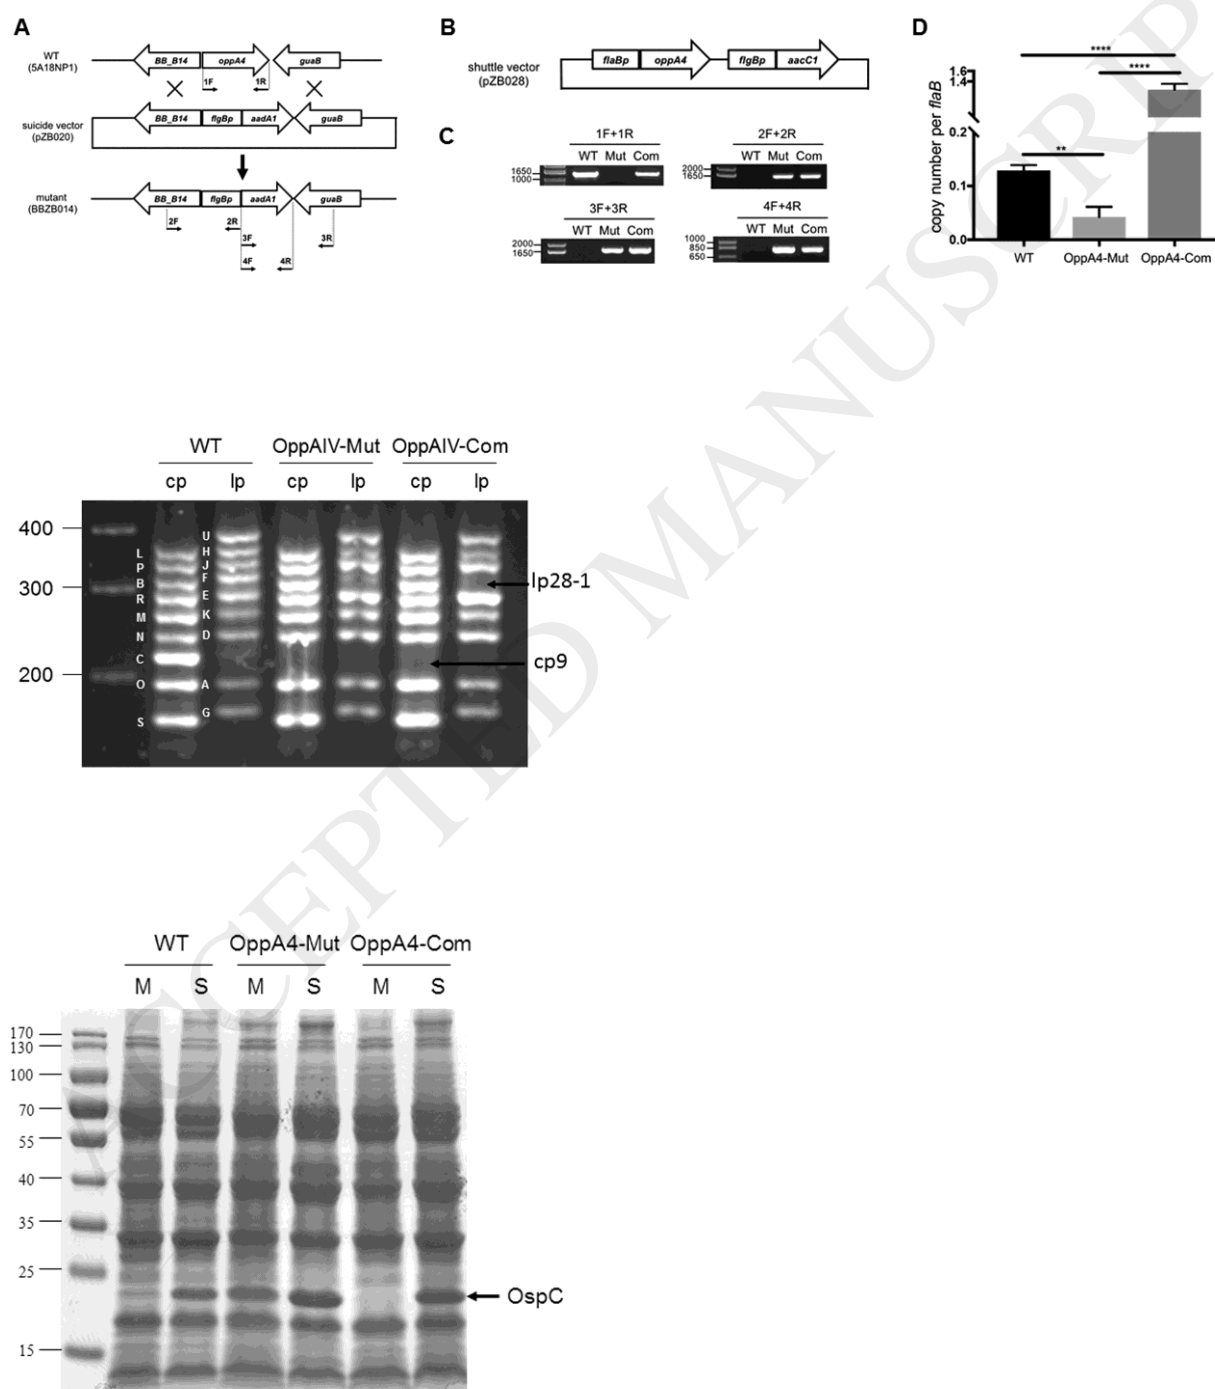 A
WT
(5A18NP1)
BB_B14 oppA4 guaB
1F 1R
suicide vector
(pZB020)
BB_B14 flgBp aadA1 guaB
mutant
(BBZB014)
BB_B14 flgBp aadA1 guaB
2F 2R 3R
3F
4F 4R
B
shuttle vector
(pZB028)
flaBp oppA4 flgBp aacC1
C
1F+1R
WT Mut Com
1650
1000
2F+2R
WT Mut Com
2000
1650
3F+3R
WT Mut Com
2000
1650
4F+4R
WT Mut Com
1000
850
650
D
copy number per flaB
1.6
1.4
0.2
0.1
0.0
****
****
**
WT OppA4-Mut OppA4-Com
WT OppAIV-Mut OppAIV-Com
cp lp cp lp cp lp
400
300
200
L
P
B
R
M
N
C
O
S
U
H
J
F
E
K
D
A
G
lp28-1
cp9
WT OppA4-Mut OppA4-Com
M S M S M S
170
130
100
70
55
40
35
25
15
OspC
ACCEPTED MANUSCRIPT